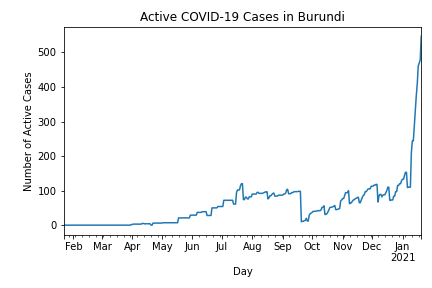 Active COVID-19 Cases in Burundi
Number of Active Cases
500
400
300
200
100
0
Feb Mar Apr May Jun Jul Aug Sep Oct Nov Dec Jan
2021
Day